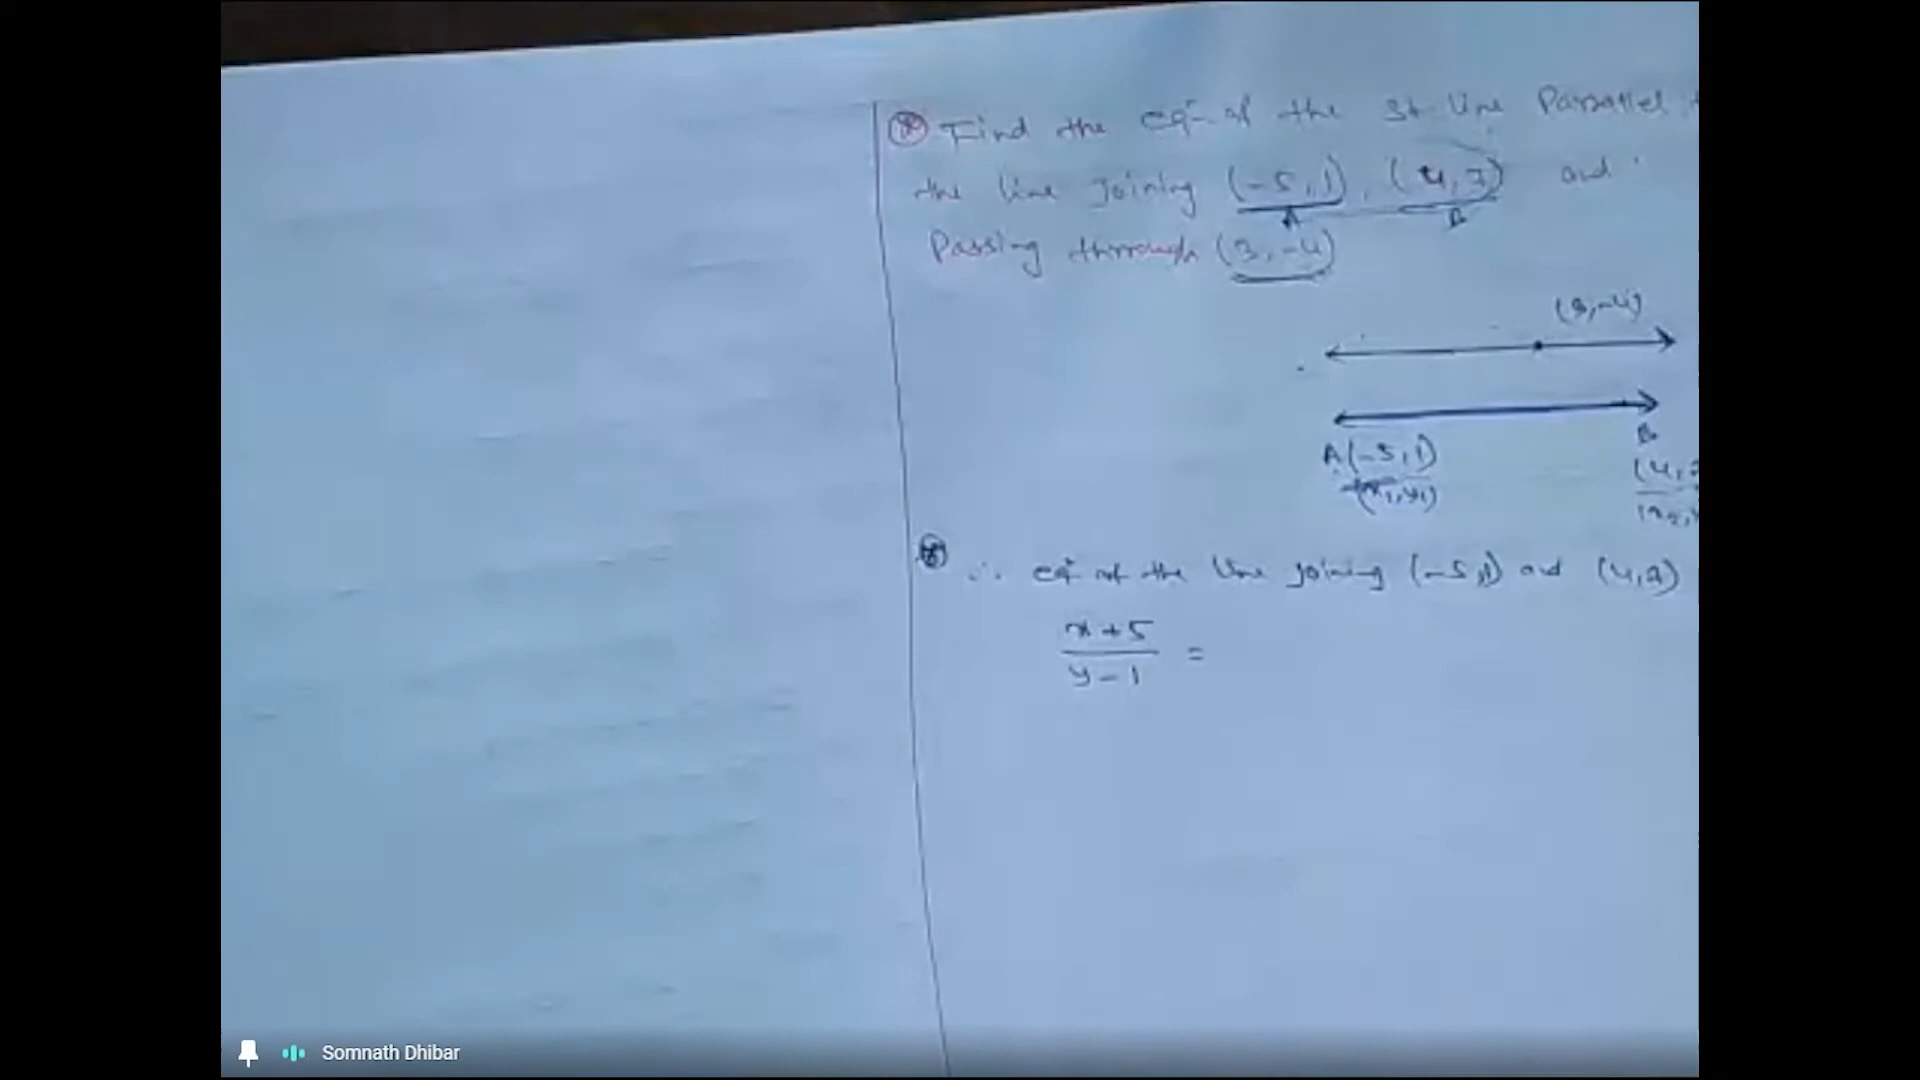 Find the eqn. of the st. line Parallel
the line joining (-5,1), (4,7) and
A B
Passing through (3,-4)
(3,-4)
A(-5,1) B
(x₁,y₁)
∴ eqn of the line joining (-5,1) and (4,7)
x+5
y-1 =
Somnath Dhibar